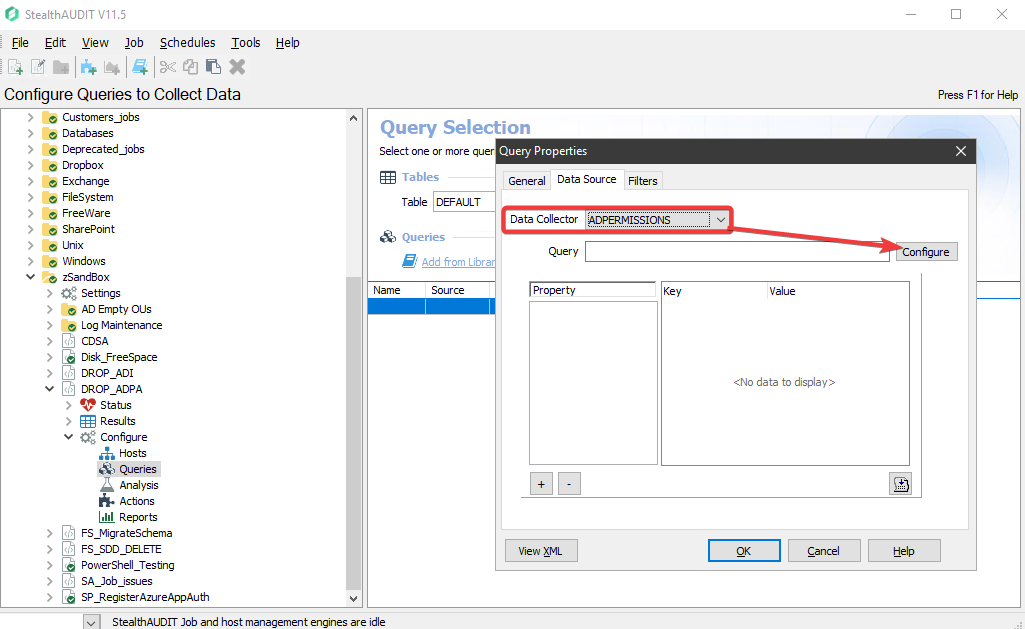 StealthAUDIT V11.5
File Edit View Job Schedules Tools Help
Configure Queries to Collect Data
Press F1 for Help
Customers_jobs
Databases
Deprecated_jobs
Dropbox
Exchange
FileSystem
FreeWare
SharePoint
Unix
Windows
zSandBox
Settings
AD Empty OUs
Log Maintenance
CDSA
Disk_FreeSpace
DROP_ADI
DROP_ADPA
Status
Results
Configure
Hosts
Queries
Analysis
Actions
Reports
FS_MigrateSchema
FS_SDD_DELETE
PowerShell_Testing
SA_Job_issues
SP_RegisterAzureAppAuth
Query Selection
Select one or more quer
Tables
Table DEFAULT
Queries
Add from Librar
Name Source
Query Properties
General Data Source Filters
Data Collector ADPERMISSIONS
Query Configure
Property Key Value
<No data to display>
+ -
View XML OK Cancel Help
StealthAUDIT Job and host management engines are idle